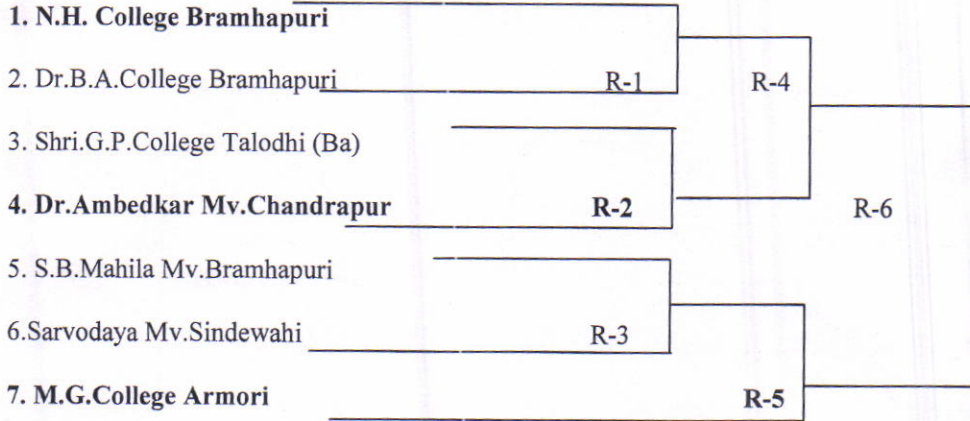 1. N.H. College Bramhapuri
2. Dr.B.A.College Bramhapuri R-1 R-4
3. Shri.G.P.College Talodhi (Ba)
4. Dr.Ambedkar Mv.Chandrapur R-2 R-6
5. S.B.Mahila Mv.Bramhapuri
6.Sarvodaya Mv.Sindewahi R-3
7. M.G.College Armori R-5